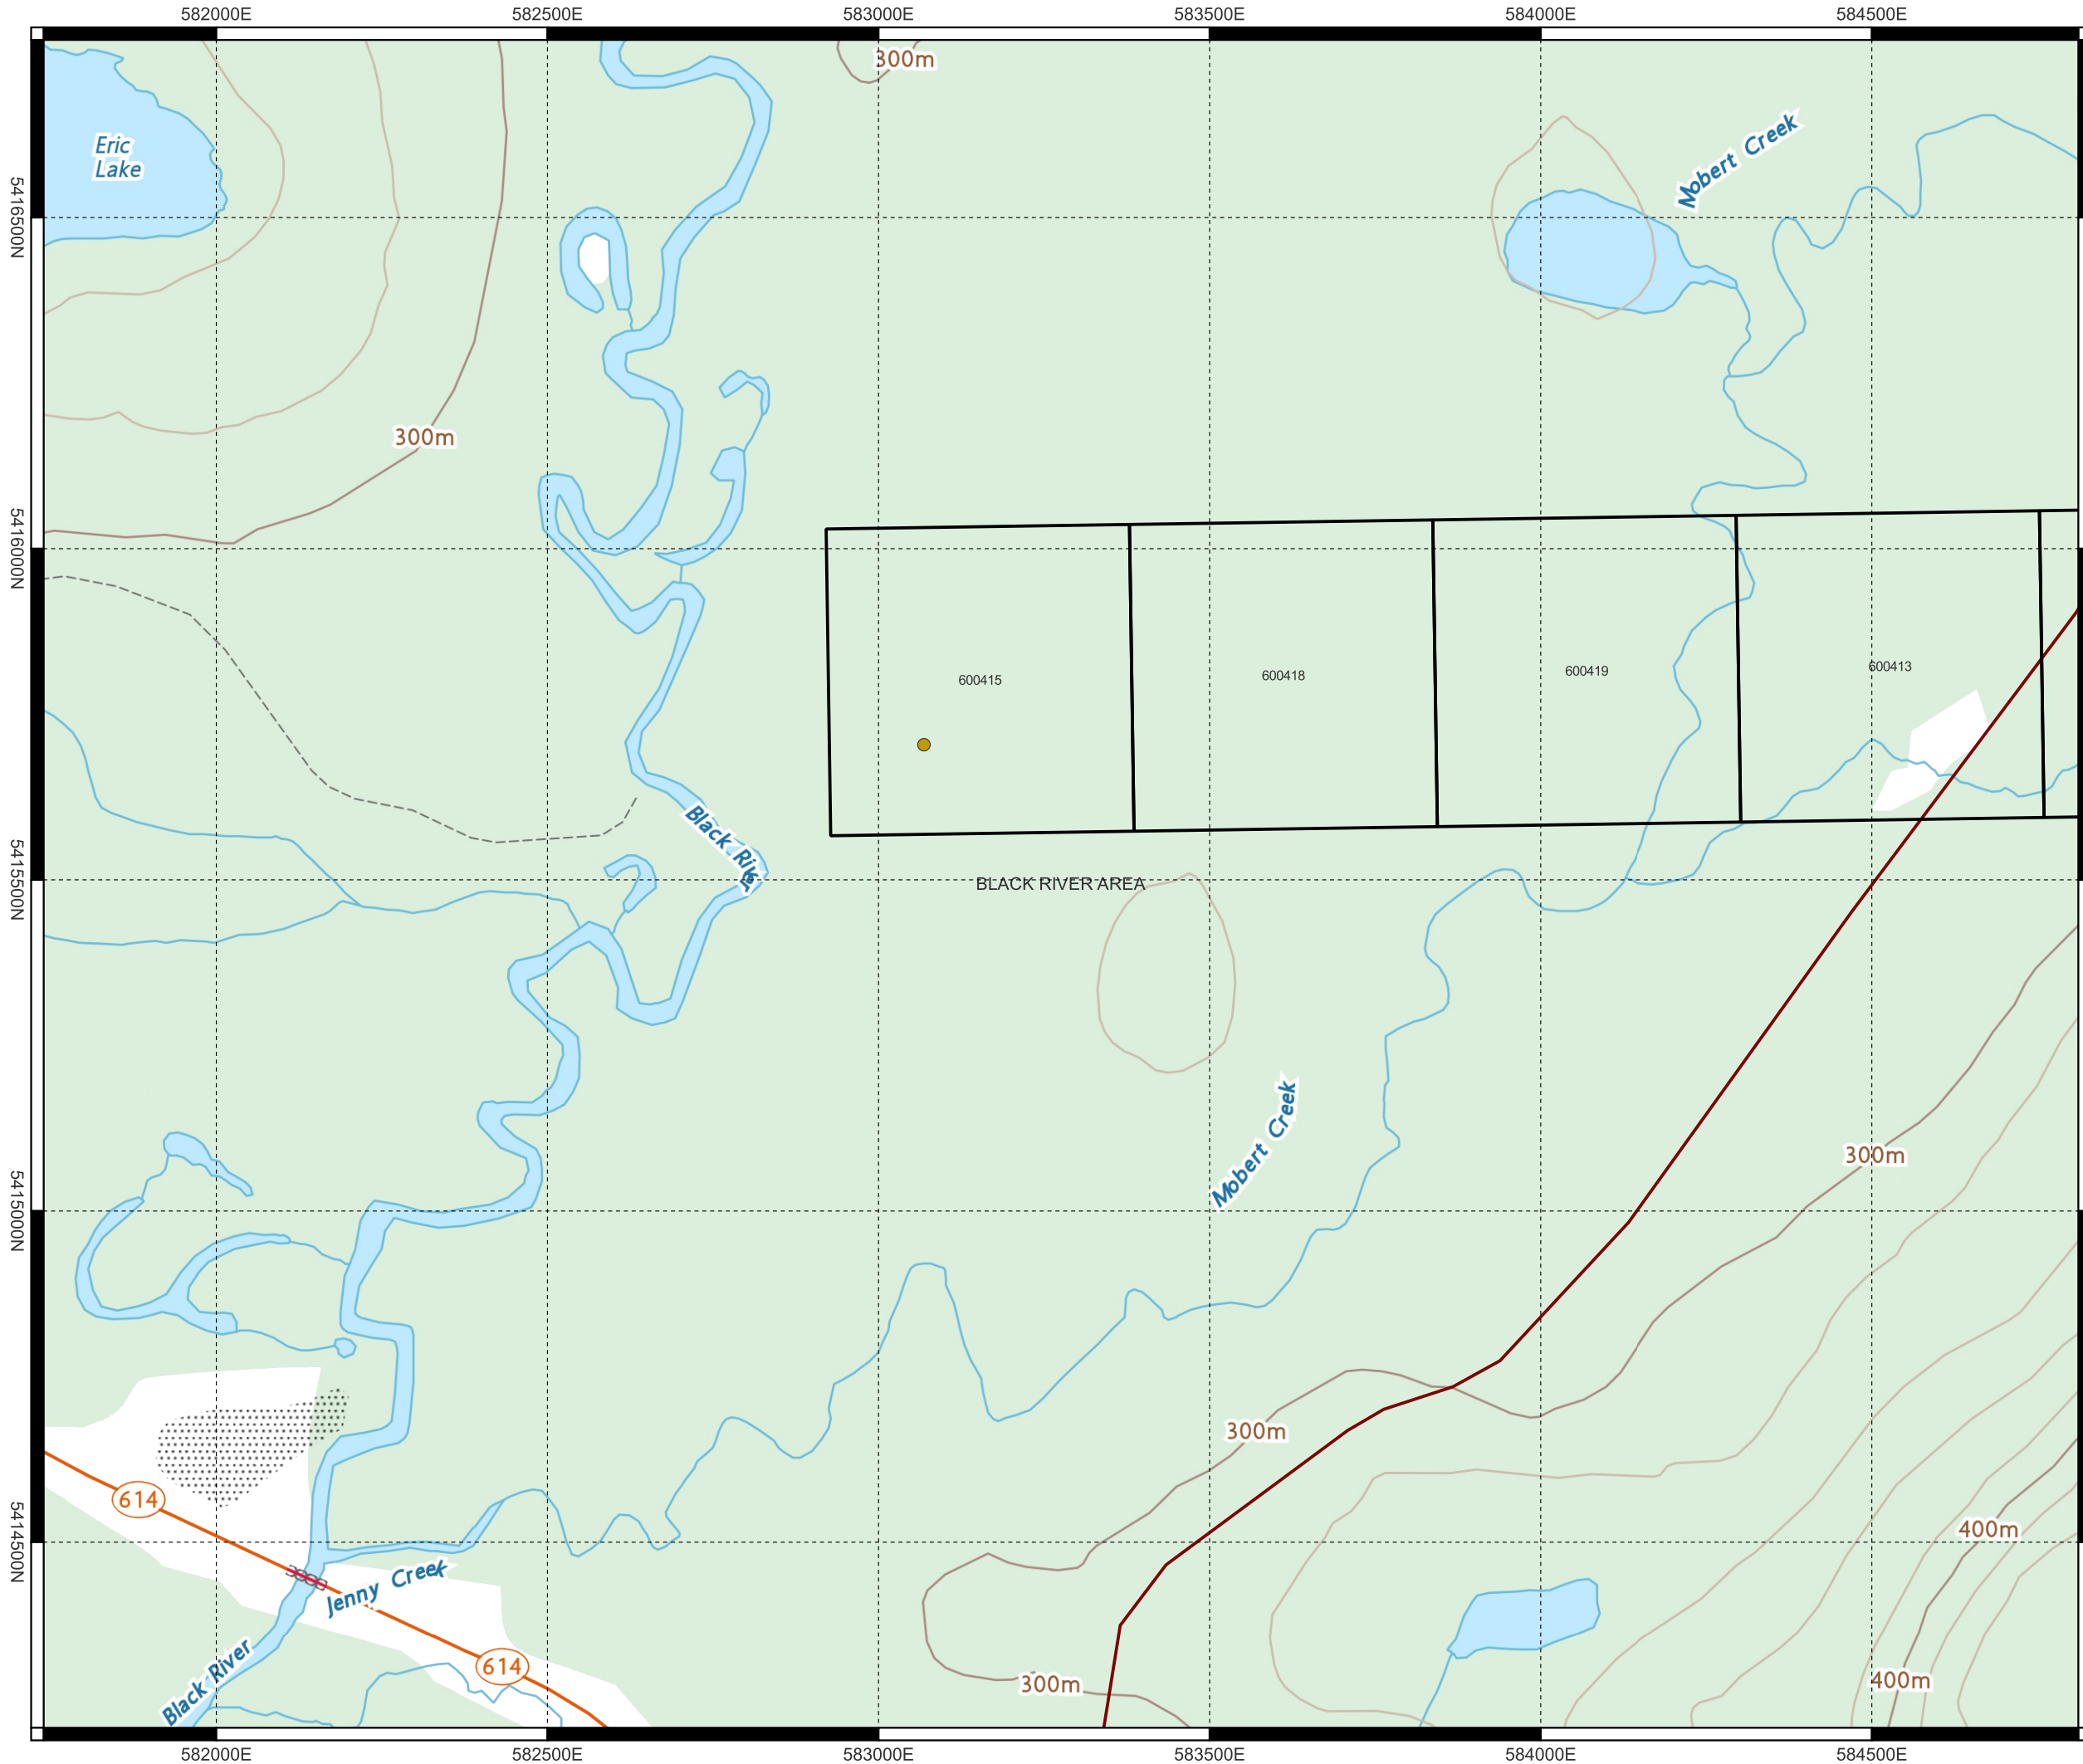 582000E
582500E
583000E
583500E
584000E
584500E
300m
Mobert Creek
Eric
Lake
5416500N
300m
5416000N
600415
600418
600419
600413
Black River
5415500N
BLACK RIVER AREA
Mobert Creek
300m
5415000N
300m
614
5414500N
400m
Jenny Creek
614
Black River
300m
400m
582000E
582500E
583000E
583500E
584000E
584500E